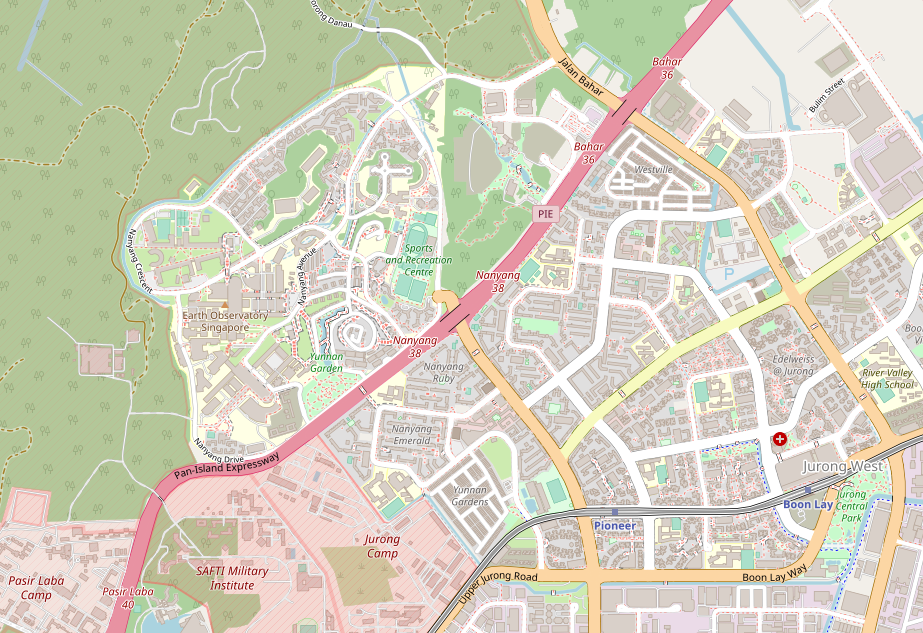 Lorong Danau
Jalan Bahar
Bahar
36
Bulim Street
Bahar
36
Westville
PIE
Nanyang Crescent
Nanyang Avenue
Sports
and Recreation
Centre
Nanyang
38
Earth Observatory
Singapore
Nanyang
38
Yunnan
Garden
Nanyang
Ruby
Edelweiss
@ Jurong
River Valley
High School
Nanyang
Emerald
Nanyang Drive
Pan-Island Expressway
Jurong West
Yunnan
Gardens
Boon Lay
Jurong
Central
Park
Pioneer
Jurong
Camp
SAFTI Military
Institute
Pasir Laba
Camp
Pasir Laba
40
Upper Jurong Road
Boon Lay Way
P